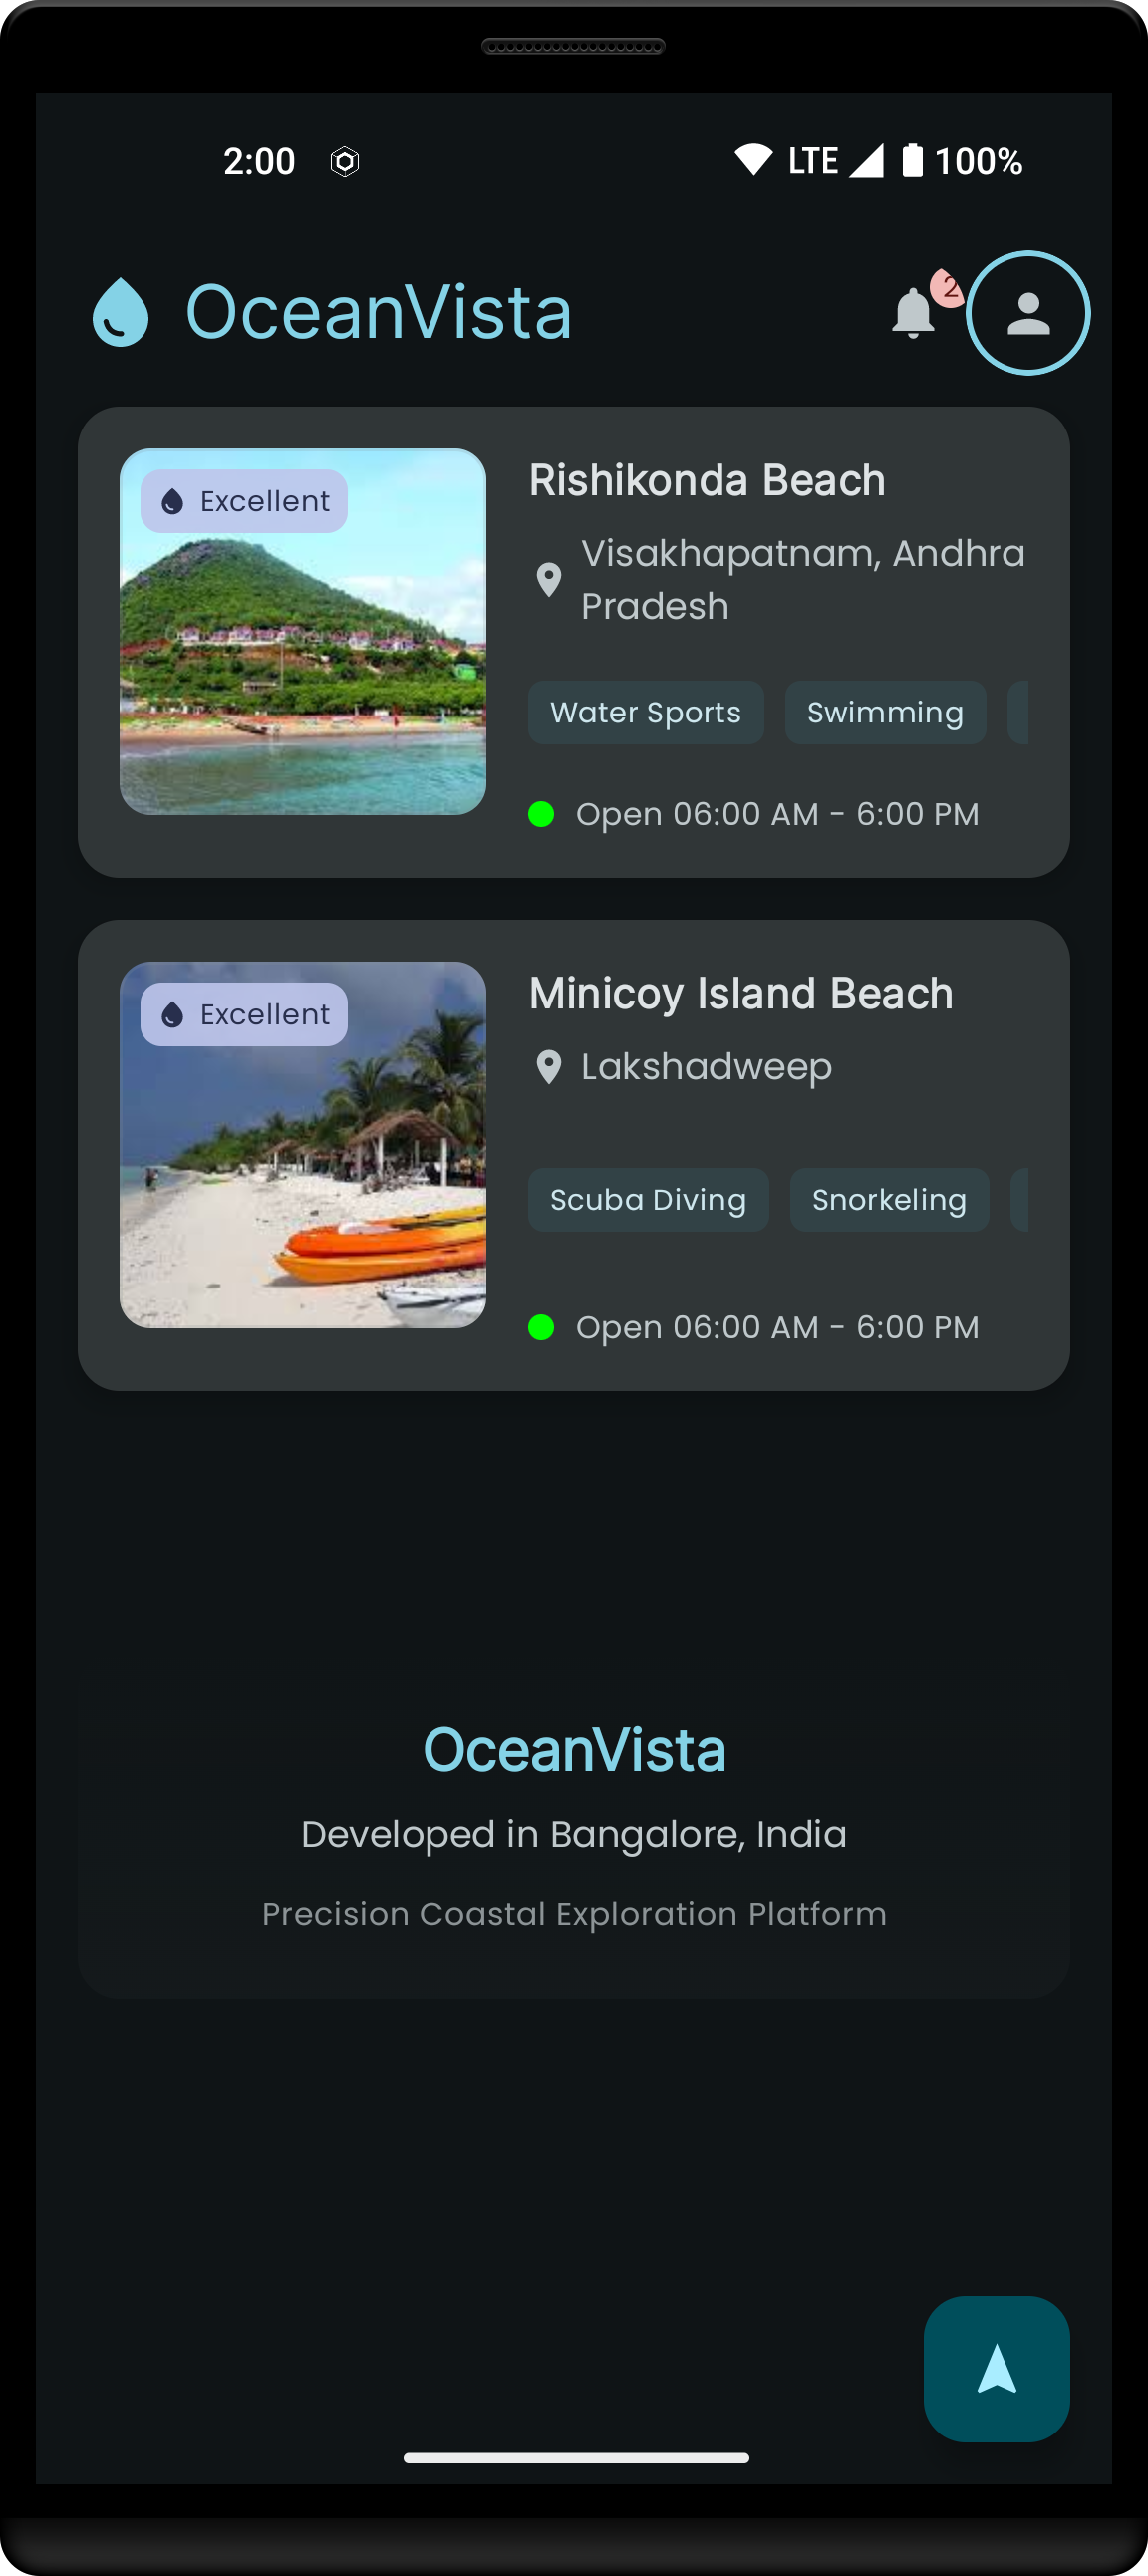 2:00 LTE 100%
OceanVista
2
Excellent
Rishikonda Beach
Visakhapatnam, Andhra
Pradesh
Water Sports Swimming
Open 06:00 AM - 6:00 PM
Excellent
Minicoy Island Beach
Lakshadweep
Scuba Diving Snorkeling
Open 06:00 AM - 6:00 PM
OceanVista
Developed in Bangalore, India
Precision Coastal Exploration Platform